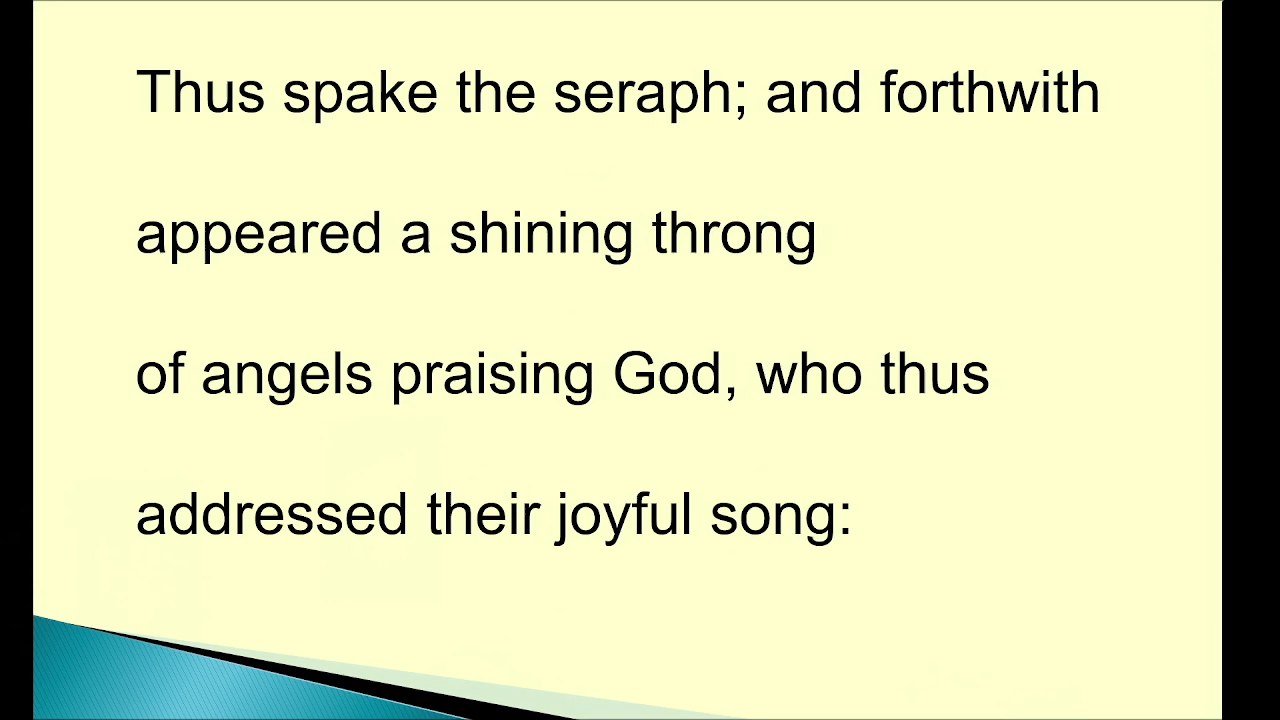 Thus spake the seraph; and forthwith
appeared a shining throng
of angels praising God, who thus
addressed their joyful song: